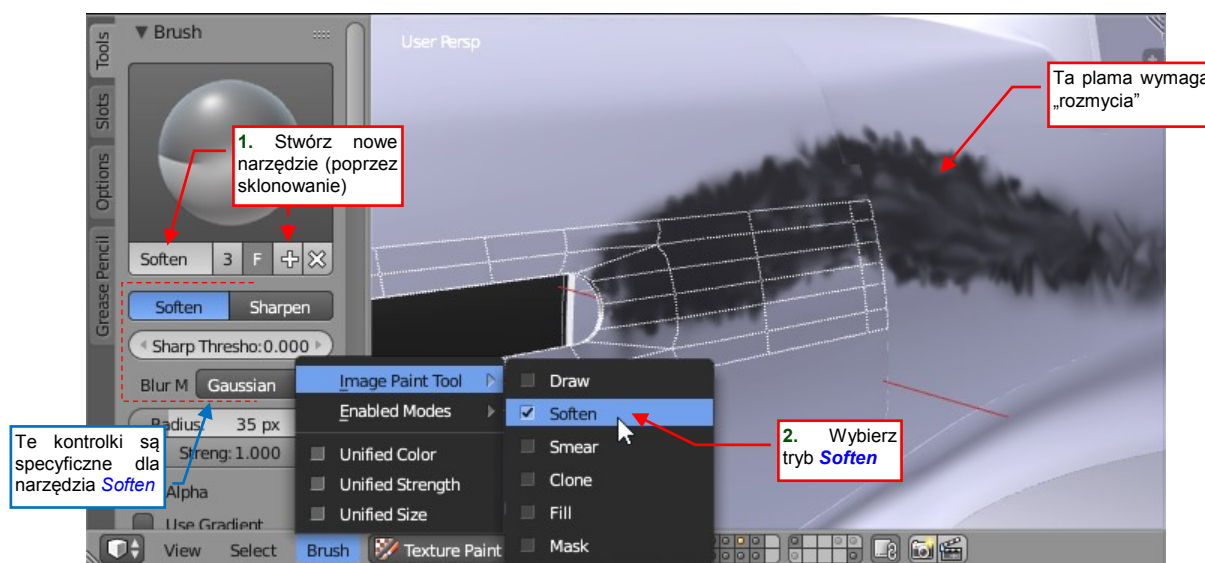 Tools
Slots
Options
Grease Pencil
Brush
User Persp
Ta plama wymaga
„rozmycia”
1. Stwórz nowe
narzędzie (poprzez
sklonowanie)
Soften 3 F
Soften Sharpen
Sharp Thresho: 0.000
Blur M Gaussian
Radius: 35 px
Streng: 1.000
Alpha
Use Gradient
Te kontrolki są
specyficzne dla
narzędzia Soften
Image Paint Tool
Enabled Modes
Unified Color
Unified Strength
Unified Size
Draw
Soften
Smear
Clone
Fill
Mask
2. Wybierz
tryb Soften
View Select Brush Texture Paint